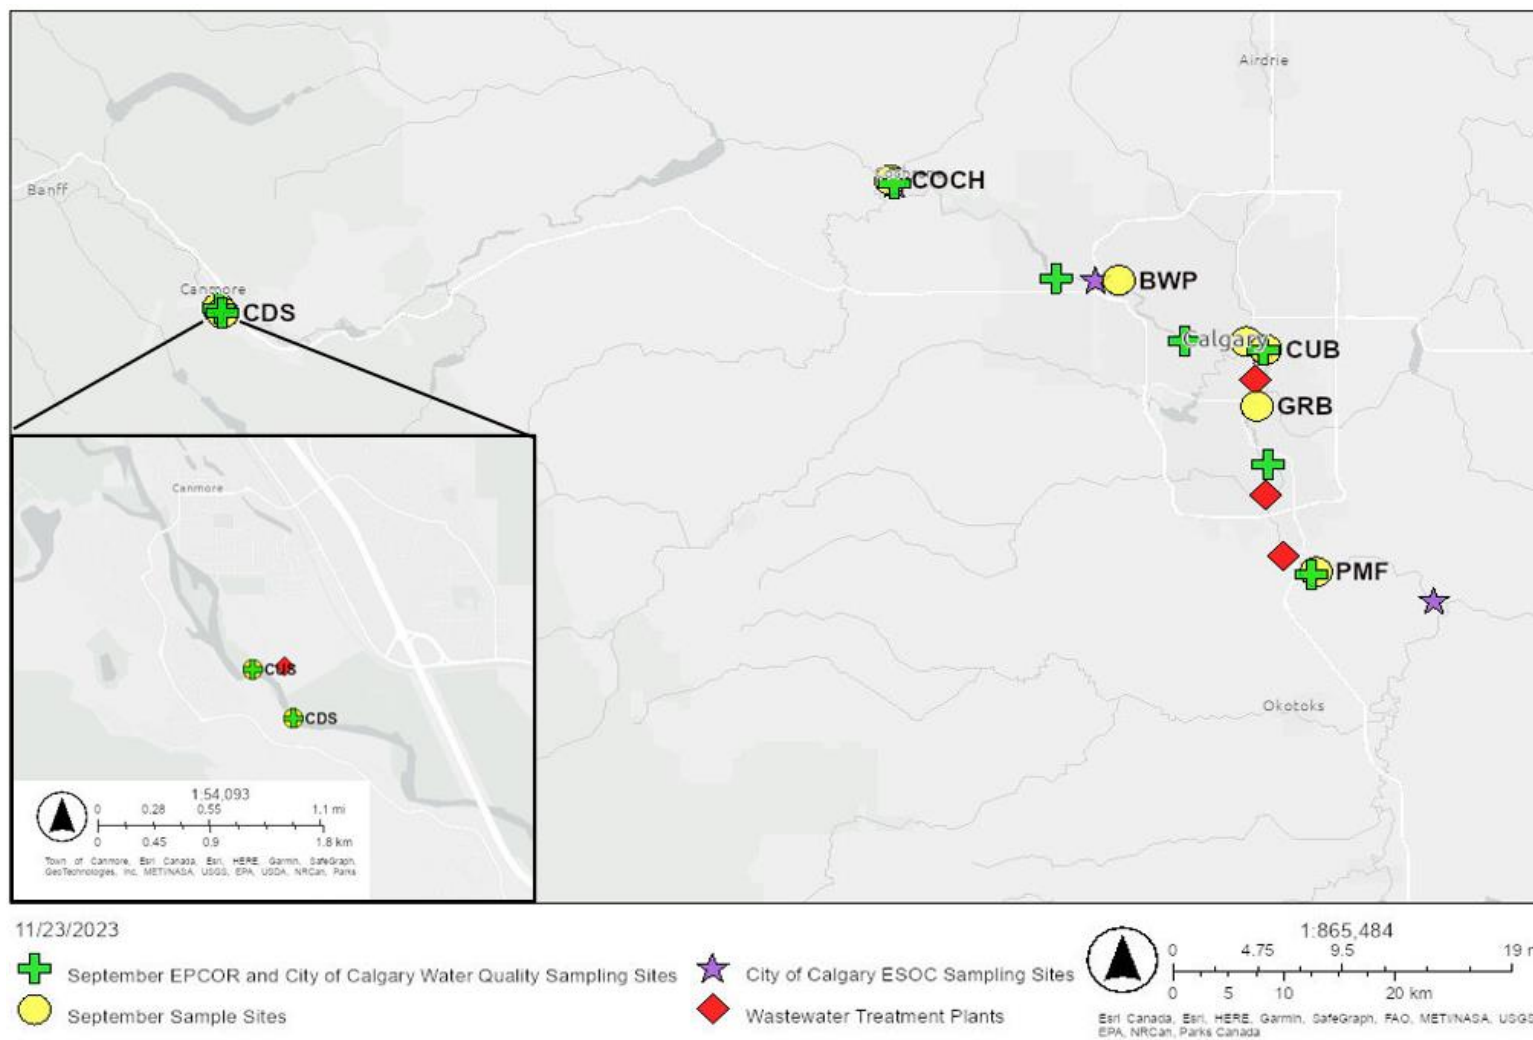 Airdrie
Banff
COCH
Canmore
CDS
BWP
Calgary
CUB
GRB
PMF
Okotoks
Canmore
CUS
CDS
1:54,093
0 0.28 0.55 1.1 mi
0 0.45 0.9 1.8 km
Town of Canmore, Esri Canada, Esri, HERE, Garmin, SafeGraph,
GeoTechnologies, Inc, METI/NASA, USGS, EPA, USDA, NRCan, Parks
11/23/2023
September EPCOR and City of Calgary Water Quality Sampling Sites
September Sample Sites
City of Calgary ESOC Sampling Sites
Wastewater Treatment Plants
1:865,484
0 4.75 9.5 19 m
0 5 10 20 km
Esri Canada, Esri, HERE, Garmin, SafeGraph, FAO, METI/NASA, USGS
EPA, NRCan, Parks Canada